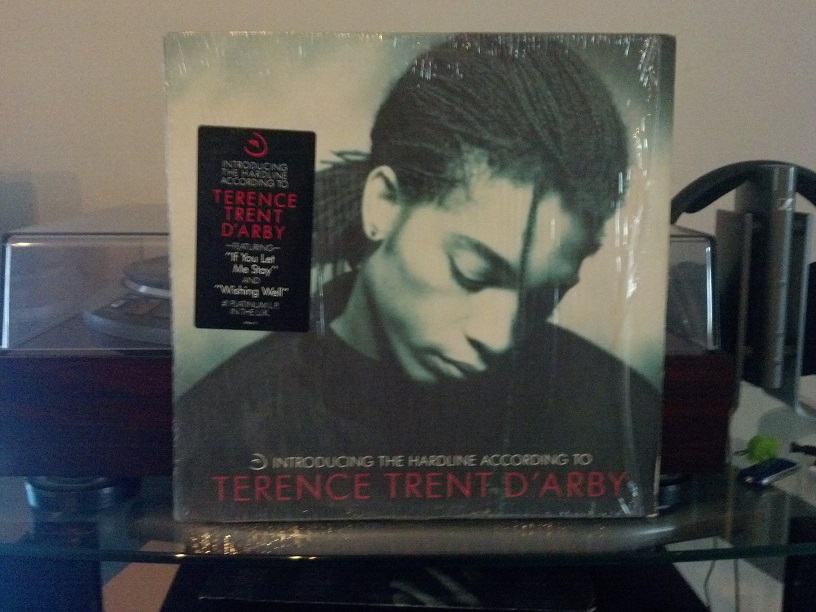 INTRODUCING
THE HARDLINE
ACCORDING TO
TERENCE
TRENT
D'ARBY
—FEATURING—
"If You Let
Me Stay"
AND
"Wishing Well"
#1 PLATINUM L.P.
IN THE U.K.
INTRODUCING THE HARDLINE ACCORDING TO
TERENCE TRENT D'ARBY